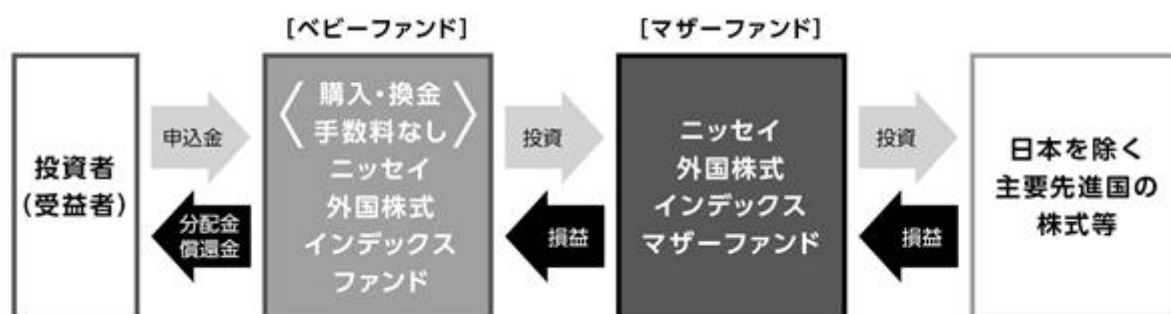 [ベビーファンド]
[マザーファンド]
投資者
(受益者)
申込金
分配金
償還金
〈購入・換金
手数料なし〉
ニッセイ
外国株式
インデックス
ファンド
投資
損益
ニッセイ
外国株式
インデックス
マザーファンド
投資
損益
日本を除く
主要先進国の
株式等